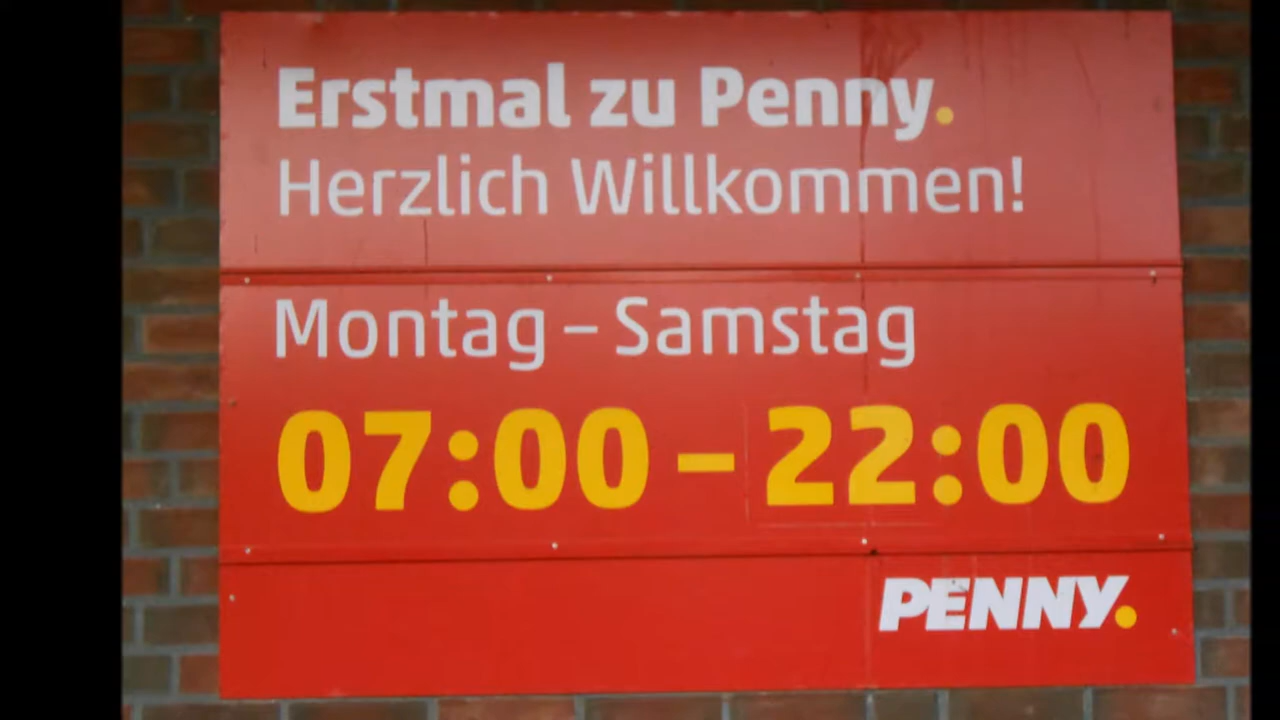 Erstmal zu Penny.
Herzlich Willkommen!
Montag – Samstag
07:00 – 22:00
PENNY.